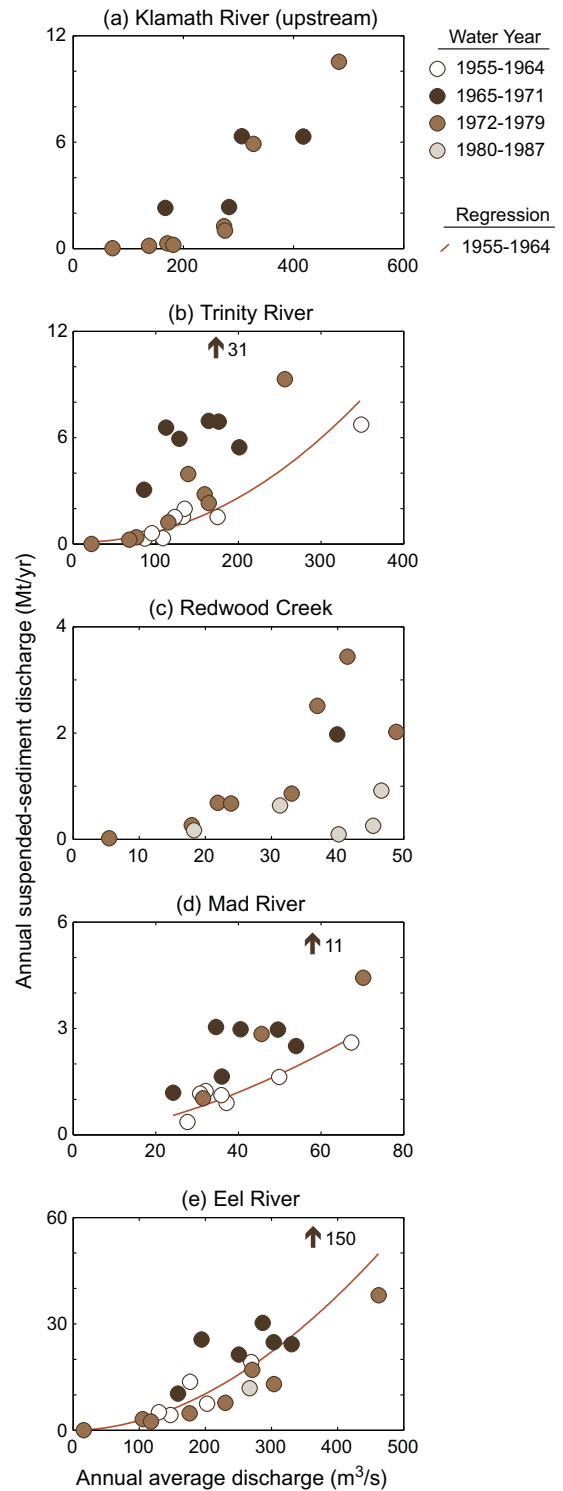 (a) Klamath River (upstream)
12
6
0
0 200 400 600
Water Year
1955-1964
1965-1971
1972-1979
1980-1987
Regression
1955-1964
(b) Trinity River
12
31
6
0
0 100 200 300 400
(c) Redwood Creek
4
2
0
0 10 20 30 40 50
(d) Mad River
6
11
3
0
0 20 40 60 80
(e) Eel River
60
150
30
0
0 100 200 300 400 500
Annual average discharge (m³/s)
Annual suspended-sediment discharge (Mt/yr)